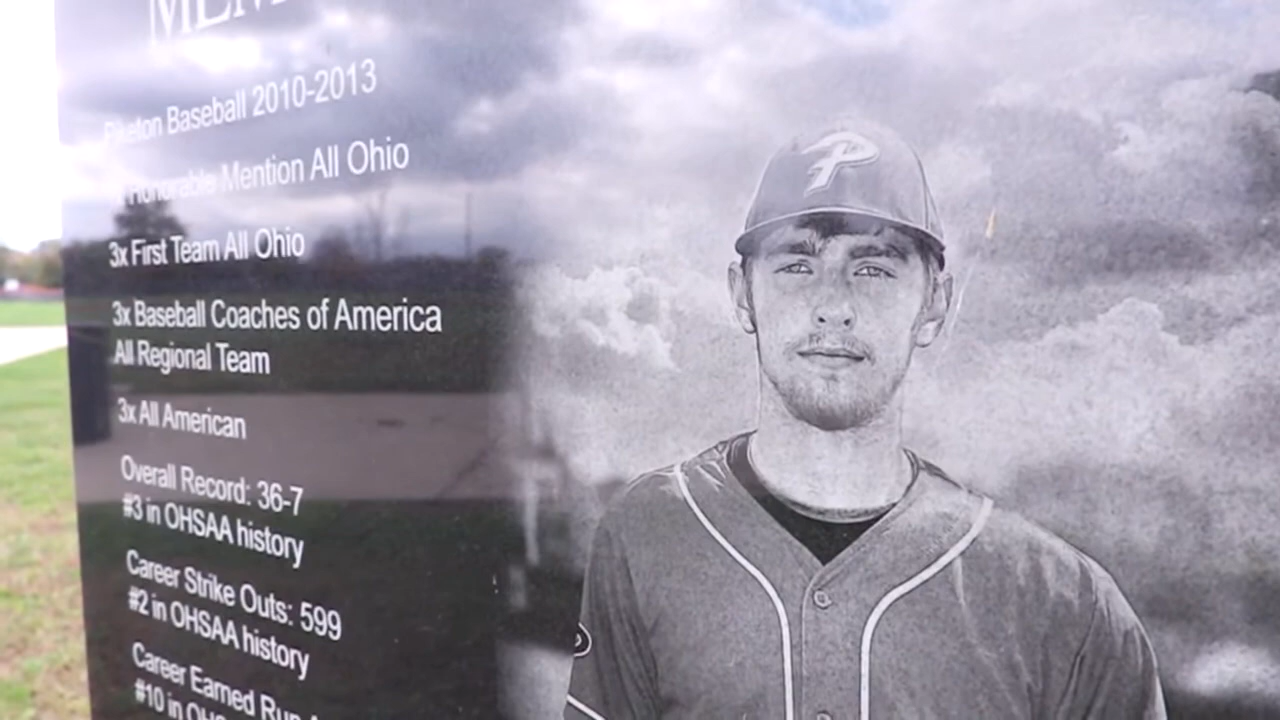 Baseball 2010-2013
Honorable Mention All Ohio
3x First Team All Ohio
3x Baseball Coaches of America
All Regional Team
3x All American
Overall Record: 36-7
#3 in OHSAA history
Career Strike Outs: 599
#2 in OHSAA history
Career Earned Run
#10 in
P